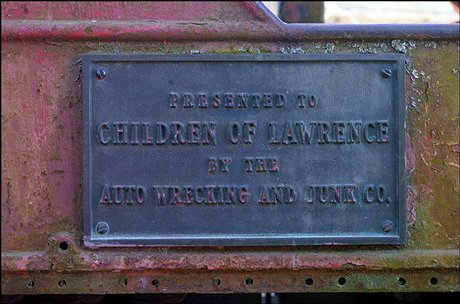 PRESENTED TO
CHILDREN OF LAWRENCE
BY THE
AUTO WRECKING AND JUNK CO.